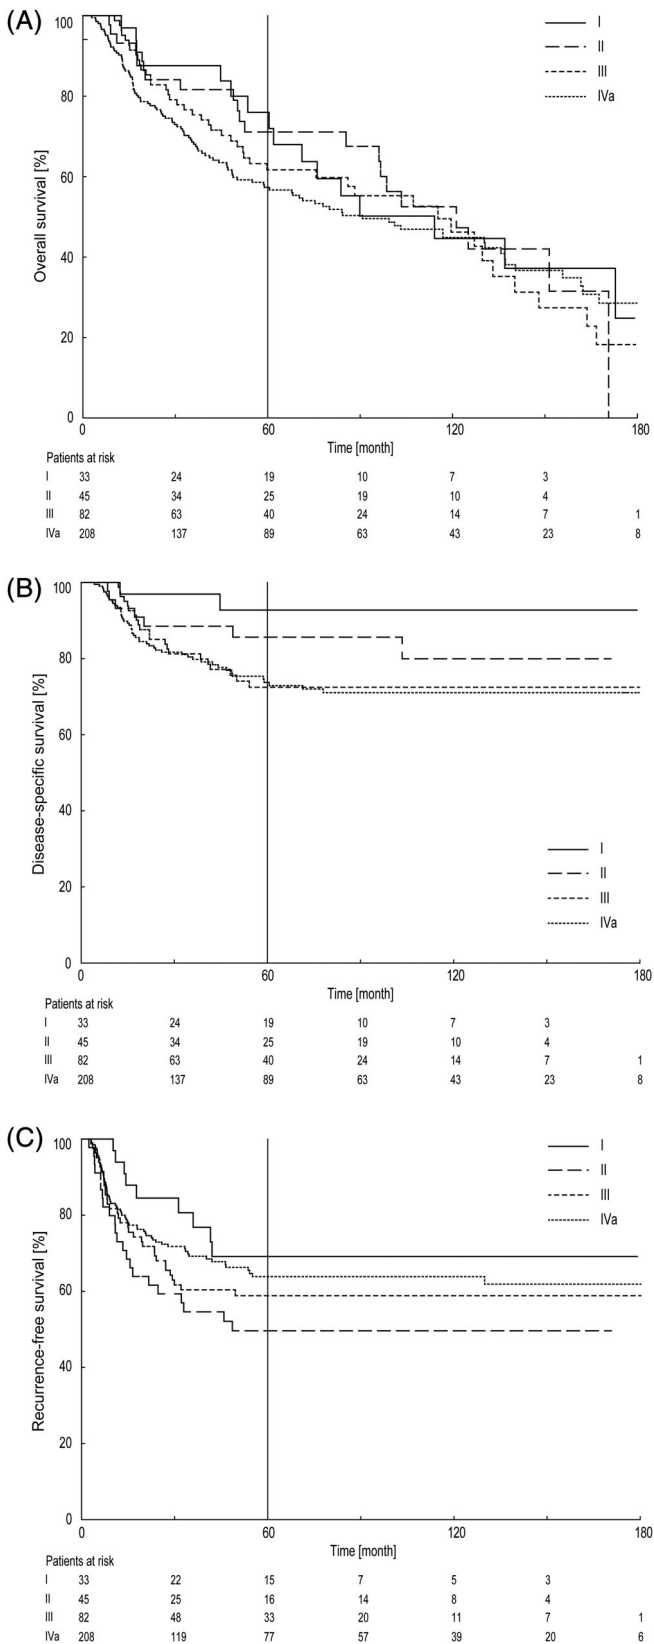 (A)
100
80
60
40
20
0
Overall survival [%]
I
II
III
IVa
0 60 120 180
Time [month]
Patients at risk
I 33 24 19 10 7 3
II 45 34 25 19 10 4
III 82 63 40 24 14 7 1
IVa 208 137 89 63 43 23 8
(B)
100
80
60
40
20
0
Disease-specific survival [%]
I
II
III
IVa
0 60 120 180
Time [month]
Patients at risk
I 33 24 19 10 7 3
II 45 34 25 19 10 4
III 82 63 40 24 14 7 1
IVa 208 137 89 63 43 23 8
(C)
100
80
60
40
20
0
Recurrence-free survival [%]
I
II
III
IVa
0 60 120 180
Time [month]
Patients at risk
I 33 22 15 7 5 3
II 45 25 16 14 8 4
III 82 48 33 20 11 7 1
IVa 208 119 77 57 39 20 6